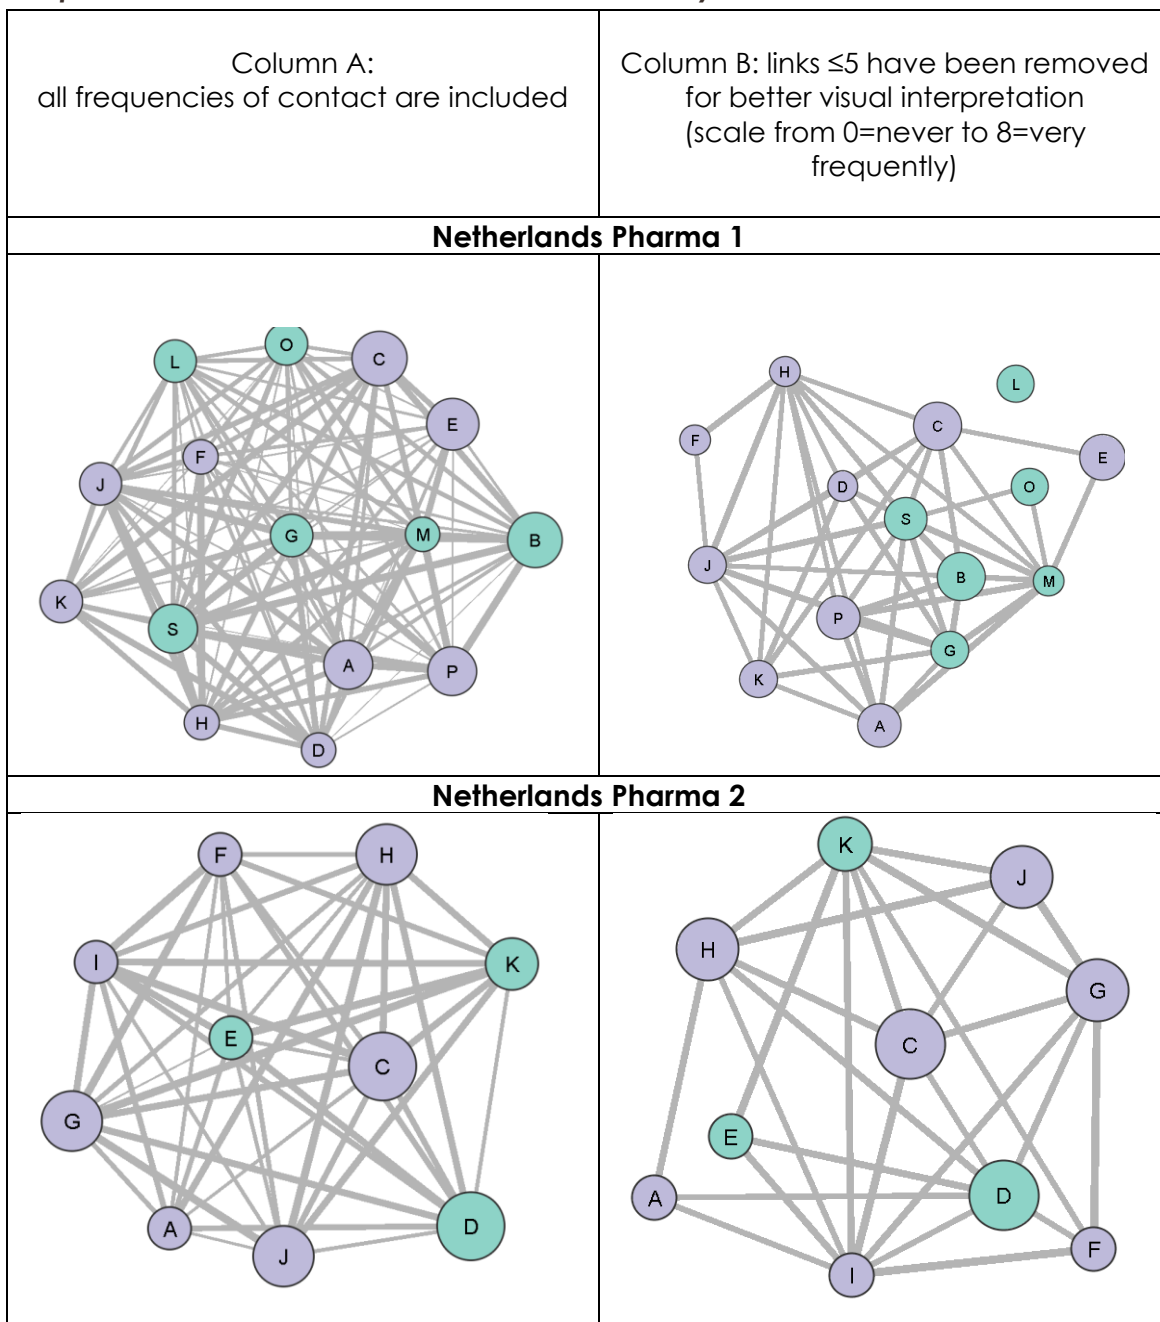 Column A:
all frequencies of contact are included
Column B: links ≤5 have been removed
for better visual interpretation
(scale from 0=never to 8=very
frequently)
Netherlands Pharma 1
O
L
C
E
F
J
G
M
B
K
S
A
P
H
D
H
L
C
F
E
D
O
S
J
B
M
P
G
K
A
Netherlands Pharma 2
F
H
I
K
E
C
G
A
D
J
K
J
H
G
C
E
D
A
F
I